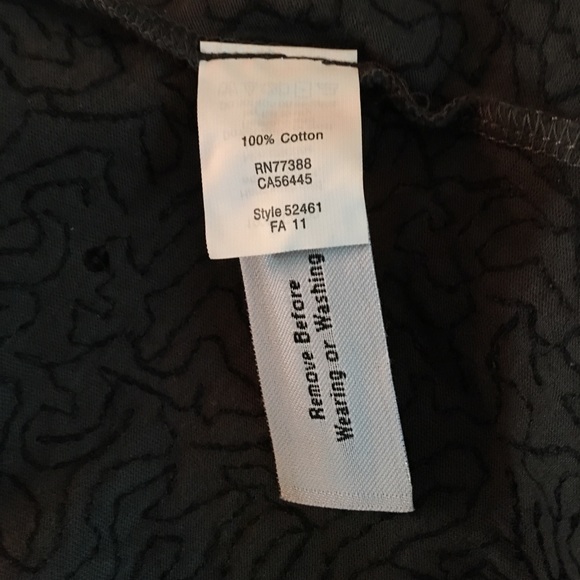 100% Cotton
RN77388
CA56445
Style 52461
FA 11
Remove Before
Wearing or Washing